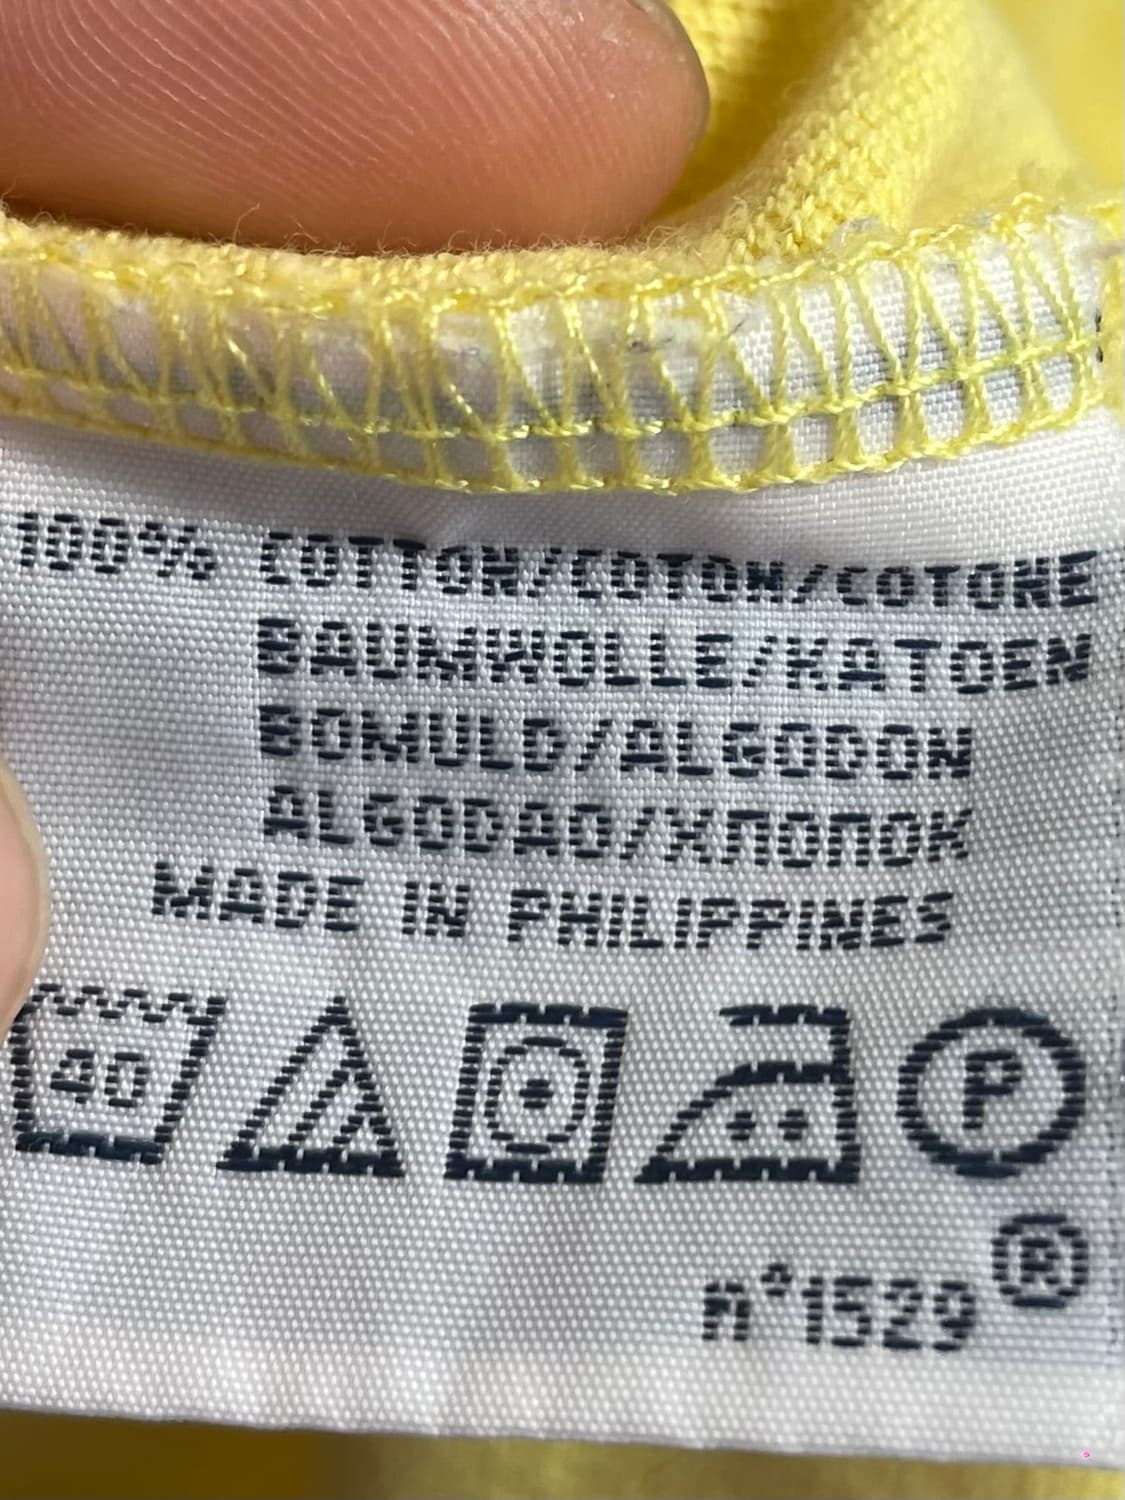 100% COTTON/COTON/COTONE
BAUMWOLLE/KATOEN
BOMULD/ALGODON
ALGODAO/ХЛОПОК
MADE IN PHILIPPINES
40
P
®
n°1529